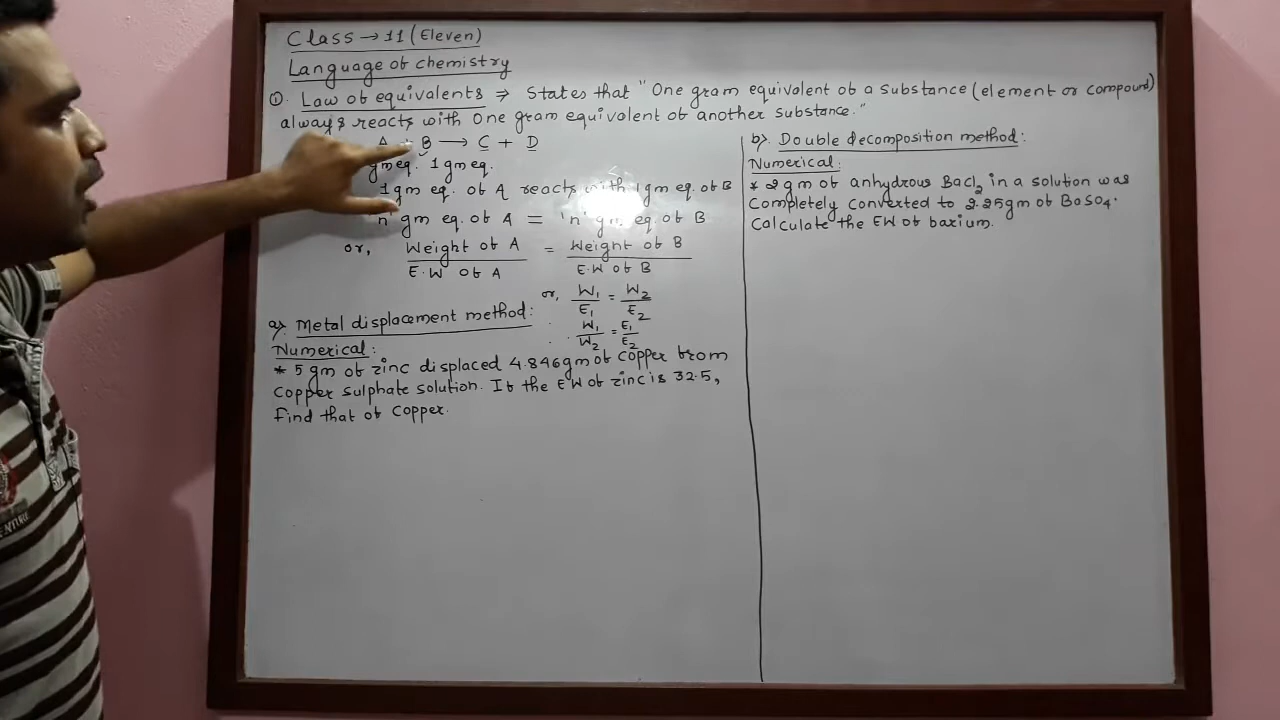 Class → 11 (Eleven)
Language of chemistry
① Law of equivalents ⇒ States that "One gram equivalent of a substance (element or compound)
always reacts with One gram equivalent of another substance."
A + B → C + D
gm eq. 1 gm eq.
1 gm eq. of A reacts with 1 gm eq. of B
'n' gm eq. of A = 'n' gm eq. of B
or, Weight of A / E.W of A = Weight of B / E.W of B
or, W₁/E₁ = W₂/E₂
∴ W₁/W₂ = E₁/E₂
a) Metal displacement method:
Numerical:
* 5 gm of zinc displaced 4.846gm of copper from
Copper sulphate solution. If the EW of zinc is 32.5,
find that of Copper.
b) Double decomposition method:
Numerical:
* 2 gm of anhydrous BaCl₂ in a solution was
Completely converted to 2.25gm of BaSO₄.
Calculate the EW of barium.
ENTURE